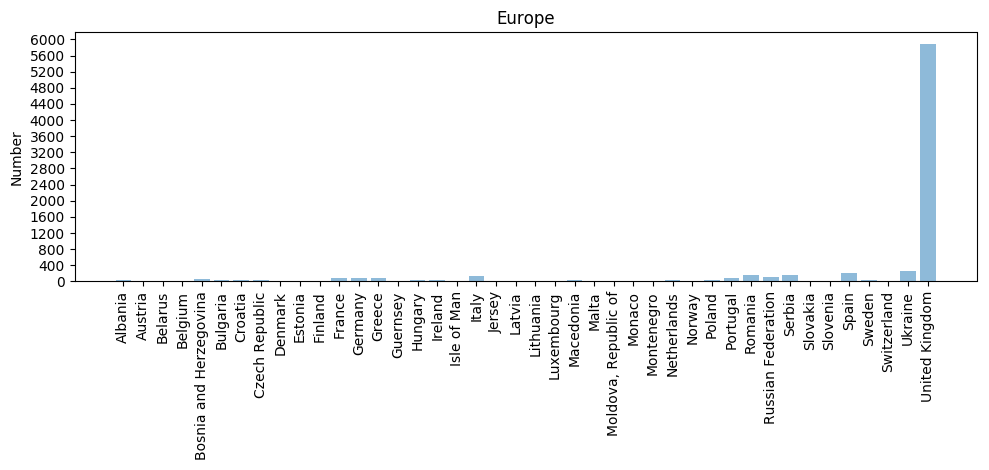 Europe
Number
6000
5600
5200
4800
4400
4000
3600
3200
2800
2400
2000
1600
1200
800
400
0
Albania
Austria
Belarus
Belgium
Bosnia and Herzegovina
Bulgaria
Croatia
Czech Republic
Denmark
Estonia
Finland
France
Germany
Greece
Guernsey
Hungary
Ireland
Isle of Man
Italy
Jersey
Latvia
Lithuania
Luxembourg
Macedonia
Malta
Moldova, Republic of
Monaco
Montenegro
Netherlands
Norway
Poland
Portugal
Romania
Russian Federation
Serbia
Slovakia
Slovenia
Spain
Sweden
Switzerland
Ukraine
United Kingdom